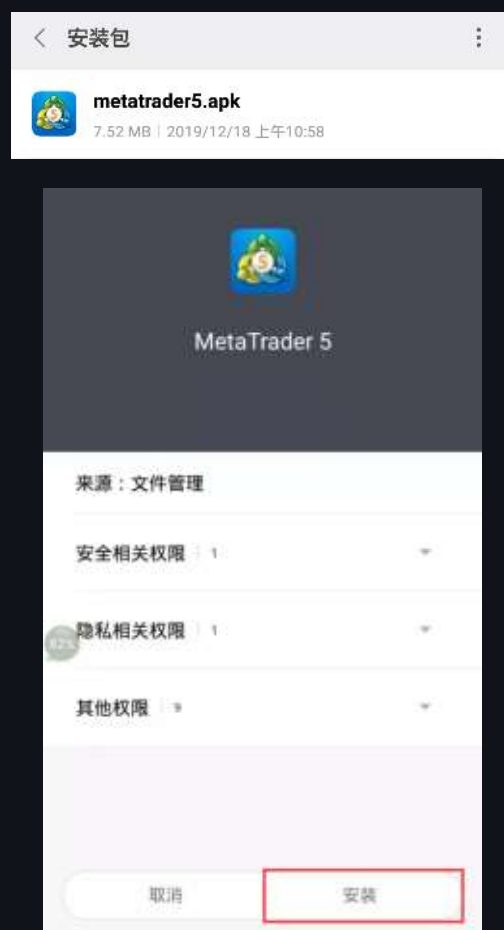 安装包
metatrader5.apk
7.52 MB | 2019/12/18 上午10:58
MetaTrader 5
来源：文件管理
安全相关权限 | 1
隐私相关权限 | 1
其他权限 | 9
取消
安装